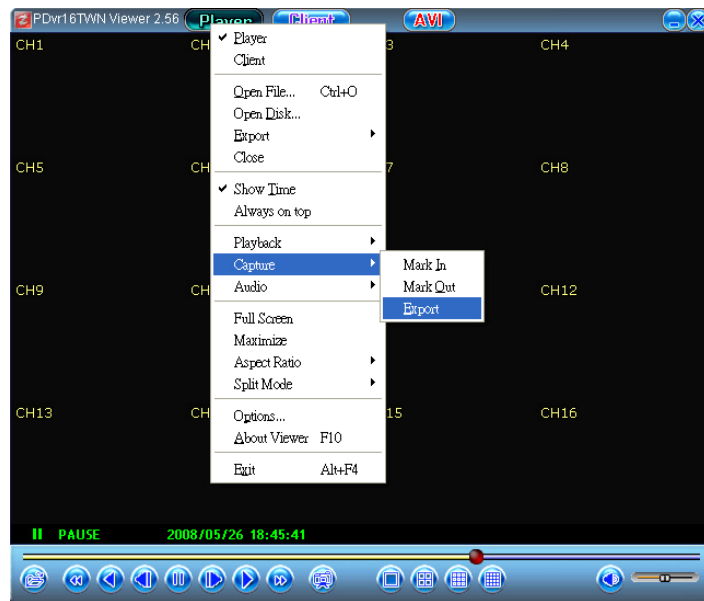 PDvr16TWN Viewer 2.56 Player Client AVI
CH1 CH 3 CH4
✔ Player
Client
Open File... Ctrl+O
Open Disk...
Export
Close
CH5 CH 7 CH8
✔ Show Time
Always on top
Playback
Capture
Audio
Mark In
Mark Out
Export
CH9 CH CH12
Full Screen
Maximize
Aspect Ratio
Split Mode
CH13 CH 15 CH16
Options...
About Viewer F10
Exit Alt+F4
PAUSE 2008/05/26 18:45:41